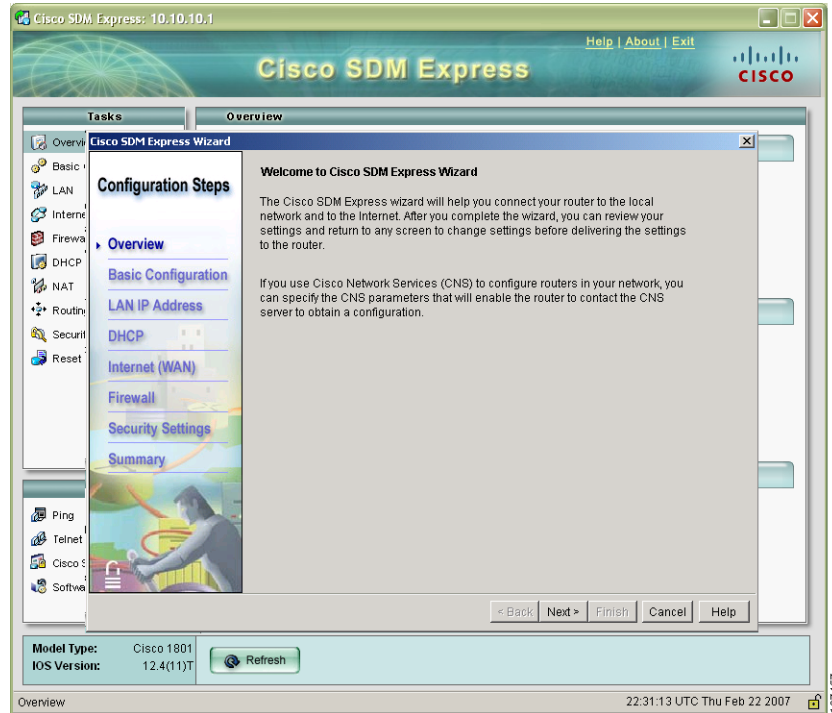 Cisco SDM Express: 10.10.10.1
Help | About | Exit
Cisco SDM Express
CISCO
Tasks
Overview
Overvi
Basic
LAN
Interne
Firewa
DHCP
NAT
Routin
Securit
Reset
Ping
Telnet
Cisco S
Softwa
Cisco SDM Express Wizard
Configuration Steps
Overview
Basic Configuration
LAN IP Address
DHCP
Internet (WAN)
Firewall
Security Settings
Summary
Welcome to Cisco SDM Express Wizard
The Cisco SDM Express wizard will help you connect your router to the local
network and to the Internet. After you complete the wizard, you can review your
settings and return to any screen to change settings before delivering the settings
to the router.
If you use Cisco Network Services (CNS) to configure routers in your network, you
can specify the CNS parameters that will enable the router to contact the CNS
server to obtain a configuration.
< Back Next > Finish Cancel Help
Model Type: Cisco 1801
IOS Version: 12.4(11)T
Refresh
Overview
22:31:13 UTC Thu Feb 22 2007